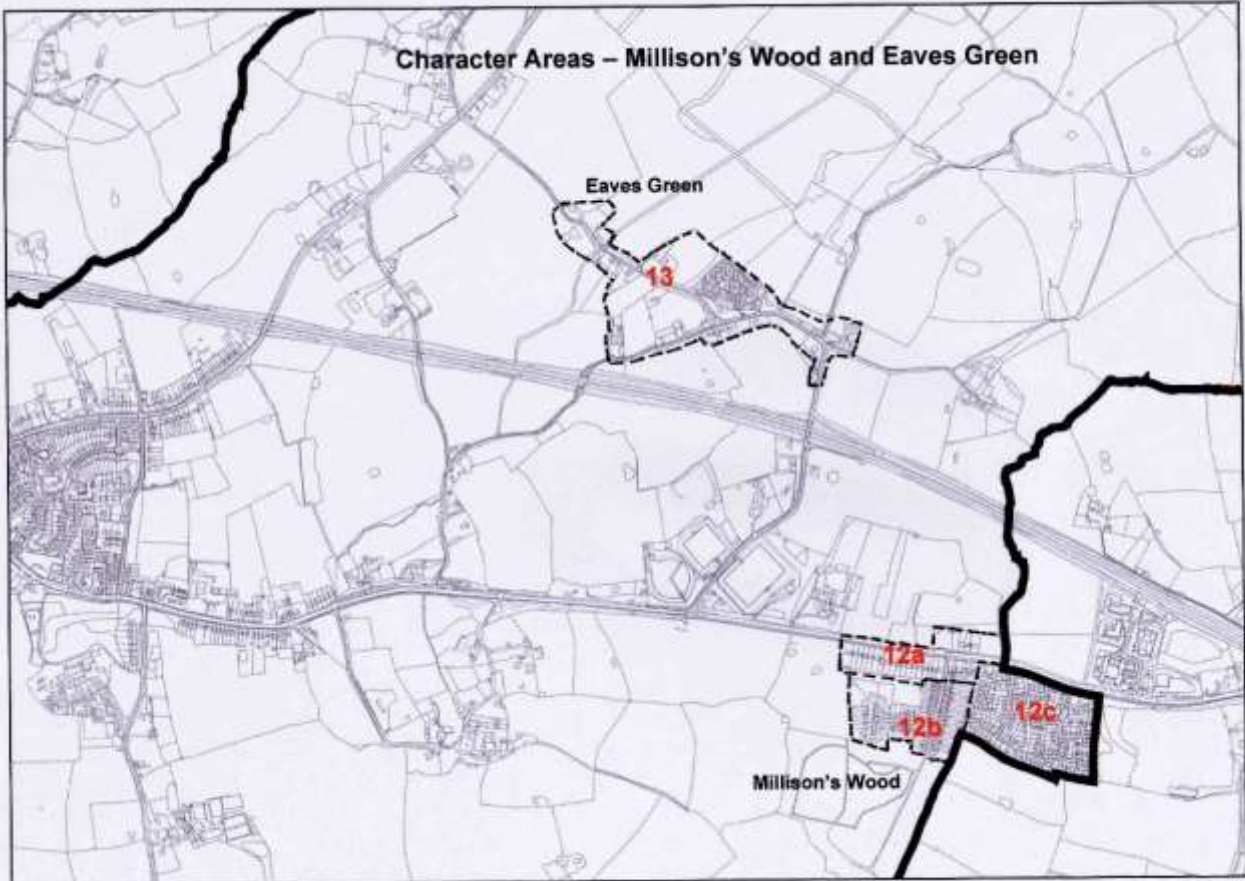 Character Areas – Millison's Wood and Eaves Green
Eaves Green
13
12a
12b
12c
Millison's Wood